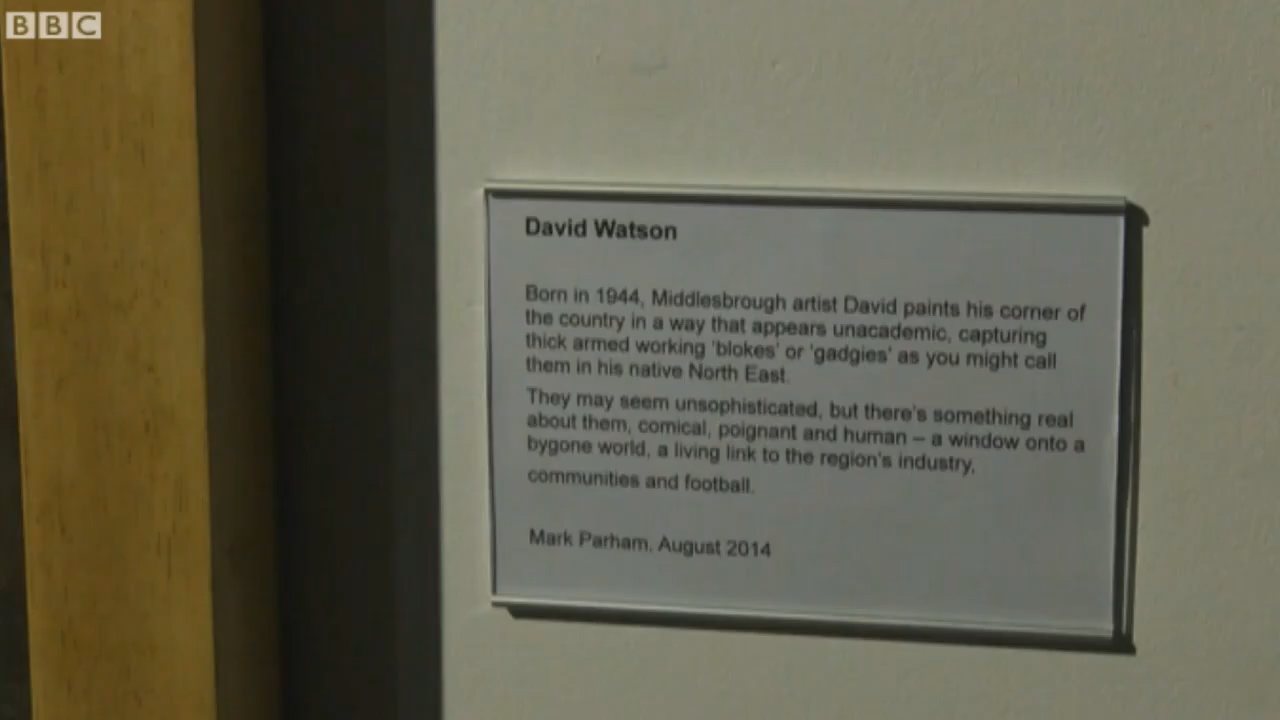 BBC
David Watson
Born in 1944, Middlesbrough artist David paints his corner of
the country in a way that appears unacademic, capturing
thick armed working 'blokes' or 'gadgies' as you might call
them in his native North East.
They may seem unsophisticated, but there's something real
about them, comical, poignant and human – a window onto a
bygone world, a living link to the region's industry,
communities and football.
Mark Parham, August 2014